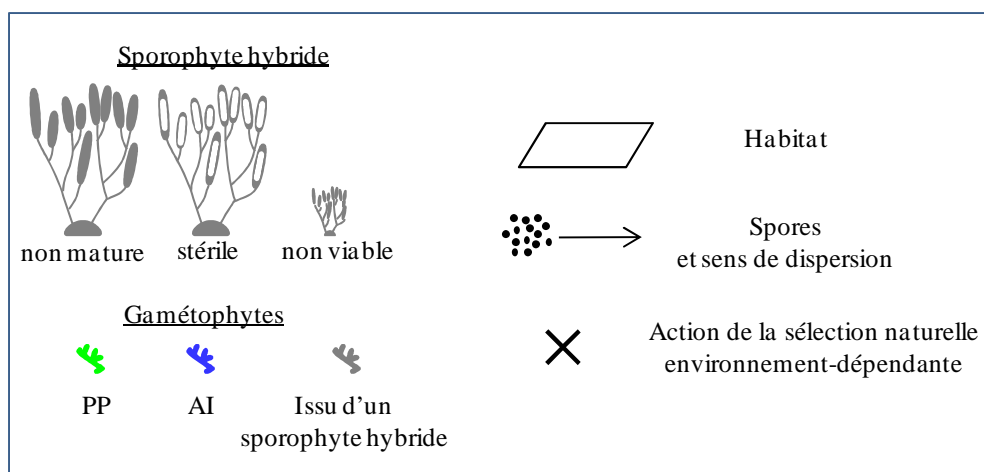 Sporophyte hybride
non mature
stérile
non viable
Gamétophytes
PP
AI
Issu d'un
sporophyte hybride
Habitat
Spores
et sens de dispersion
Action de la sélection naturelle
environnement-dépendante